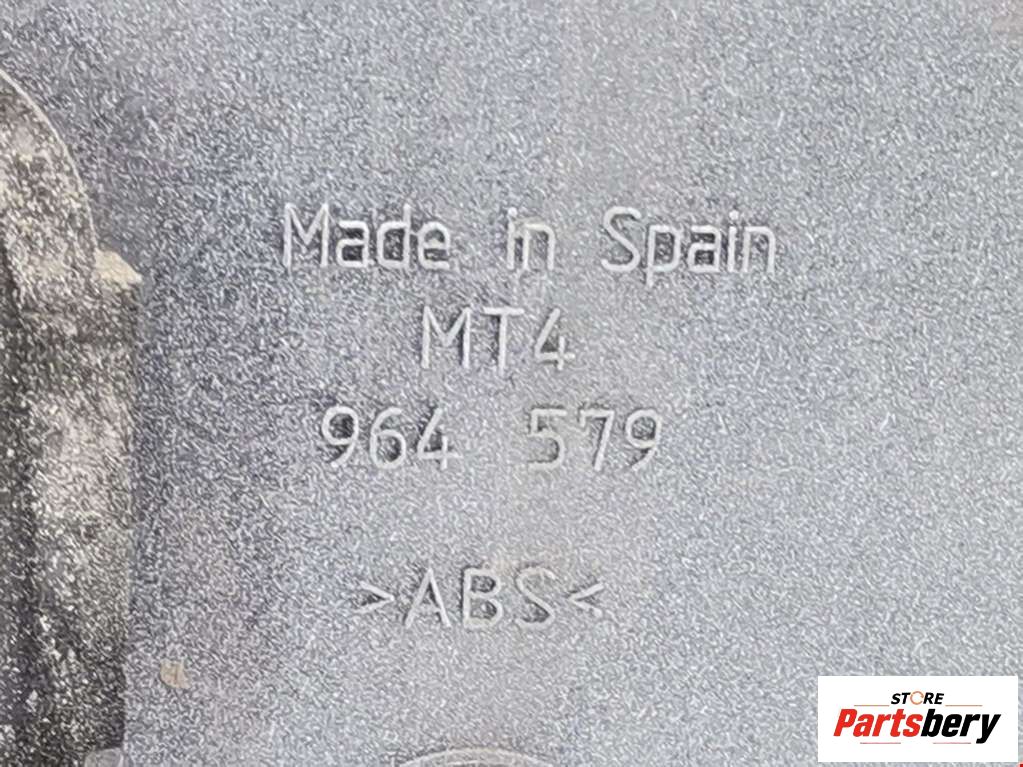 Made in Spain
MT4
964 579
>ABS<
STORE
Partsbery